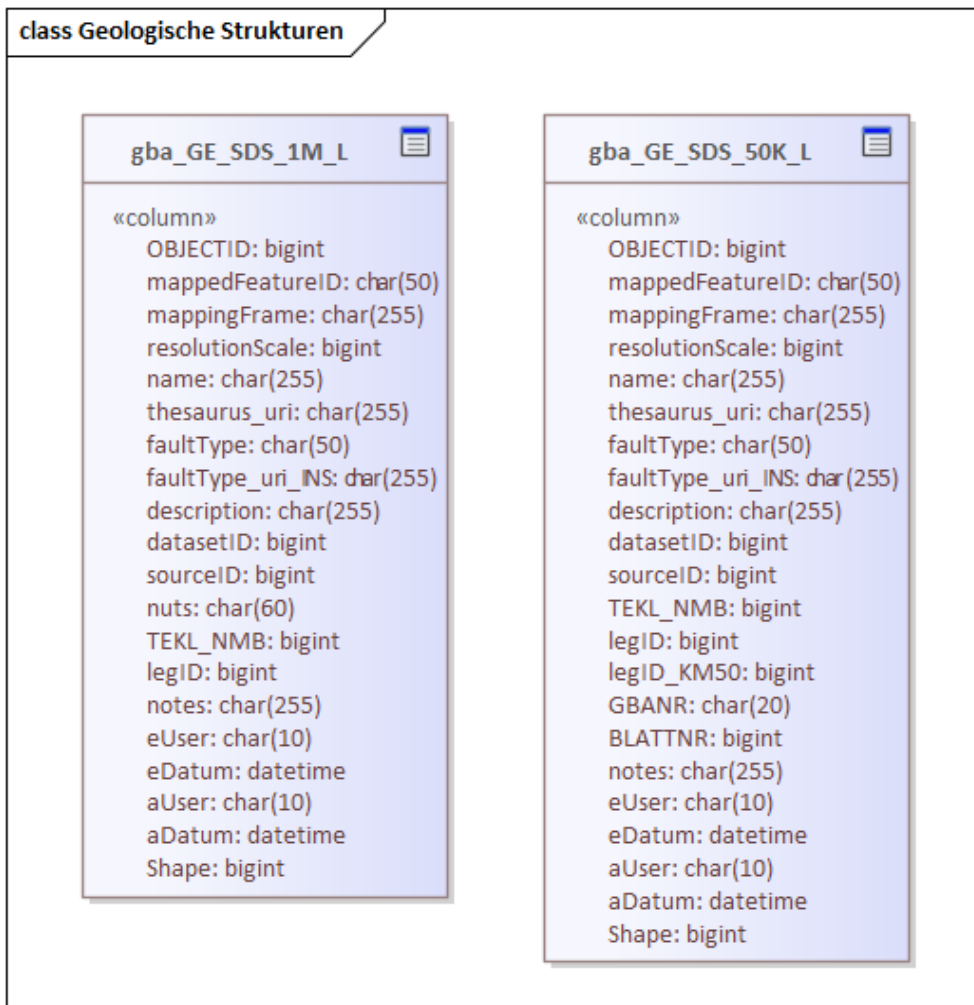 class Geologische Strukturen
gba_GE_SDS_1M_L
«column»
OBJECTID: bigint
mappedFeatureID: char(50)
mappingFrame: char(255)
resolutionScale: bigint
name: char(255)
thesaurus_uri: char(255)
faultType: char(50)
faultType_uri_INS: char(255)
description: char(255)
datasetID: bigint
sourceID: bigint
nuts: char(60)
TEKL_NMB: bigint
legID: bigint
notes: char(255)
eUser: char(10)
eDatum: datetime
aUser: char(10)
aDatum: datetime
Shape: bigint
gba_GE_SDS_50K_L
«column»
OBJECTID: bigint
mappedFeatureID: char(50)
mappingFrame: char(255)
resolutionScale: bigint
name: char(255)
thesaurus_uri: char(255)
faultType: char(50)
faultType_uri_INS: char(255)
description: char(255)
datasetID: bigint
sourceID: bigint
TEKL_NMB: bigint
legID: bigint
legID_KM50: bigint
GBANR: char(20)
BLATTNR: bigint
notes: char(255)
eUser: char(10)
eDatum: datetime
aUser: char(10)
aDatum: datetime
Shape: bigint